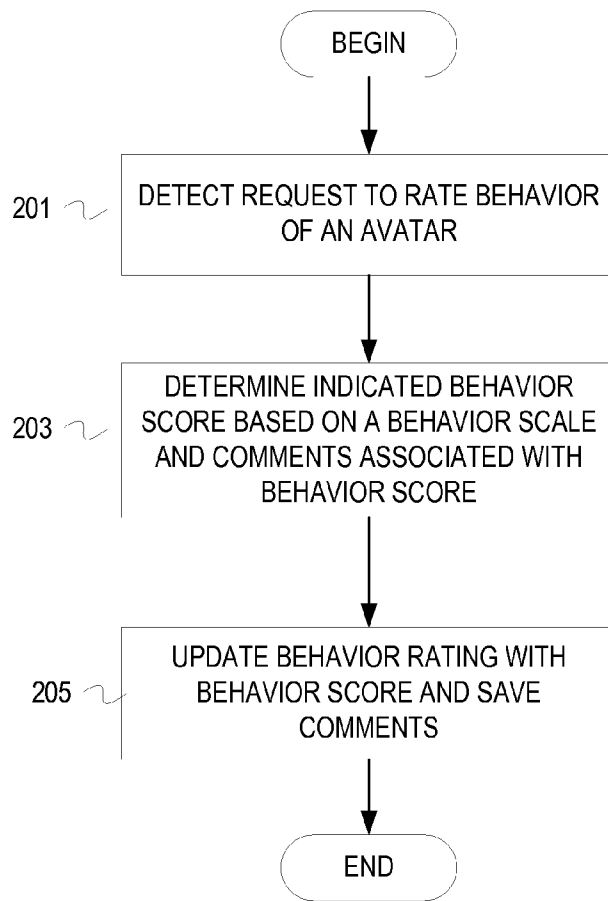 BEGIN
201
DETECT REQUEST TO RATE BEHAVIOR
OF AN AVATAR
203
DETERMINE INDICATED BEHAVIOR
SCORE BASED ON A BEHAVIOR SCALE
AND COMMENTS ASSOCIATED WITH
BEHAVIOR SCORE
205
UPDATE BEHAVIOR RATING WITH
BEHAVIOR SCORE AND SAVE
COMMENTS
END